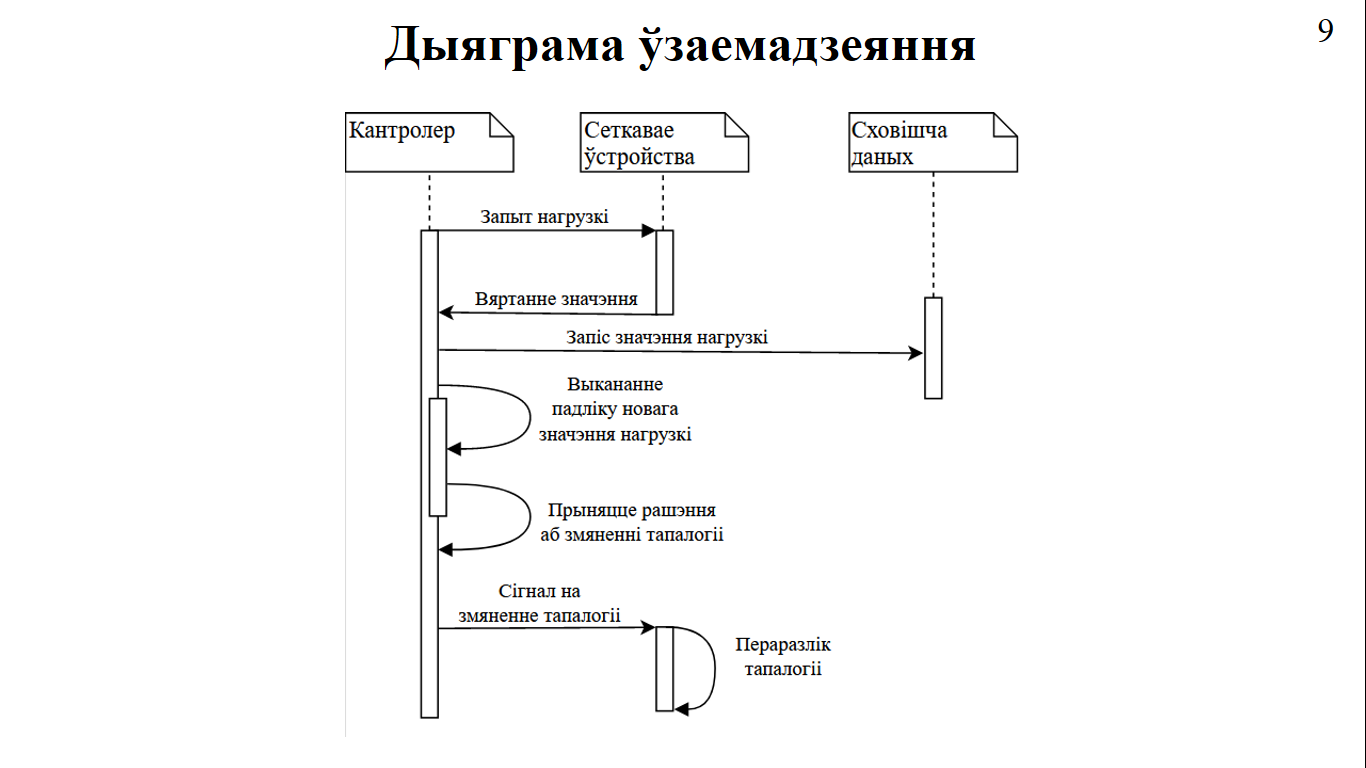 Дыяграма ўзаемадзеяння
9
Кантролер
Сеткавае
ўстройства
Сховішча
даных
Запыт нагрузкі
Вяртанне значэння
Запіс значэння нагрузкі
Выкананне
падліку новага
значэння нагрузкі
Прыняцце рашэння
аб змяненні тапалогіі
Сігнал на
змяненне тапалогіі
Пераразлік
тапалогіі